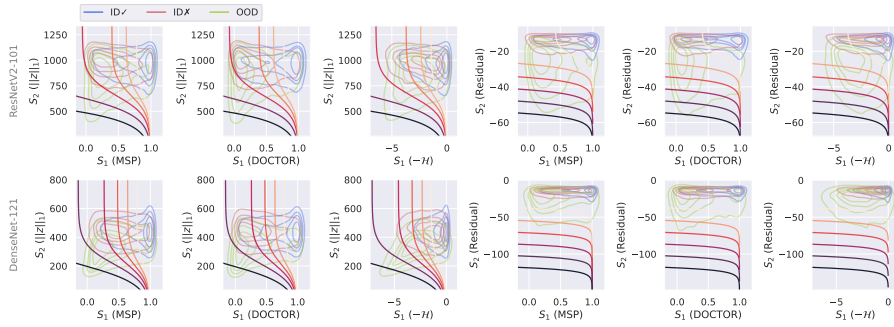 ID✓ ID✗ OOD
ResNetV2-101
S₂ (||z||₁)
1250
1000
750
500
0.0 0.5 1.0
S₁ (MSP)
S₂ (||z||₁)
1250
1000
750
500
0.0 0.5 1.0
S₁ (DOCTOR)
S₂ (||z||₁)
1250
1000
750
500
−5 0
S₁ (−ℋ)
S₂ (Residual)
−20
−40
−60
0.0 0.5 1.0
S₁ (MSP)
S₂ (Residual)
−20
−40
−60
0.0 0.5 1.0
S₁ (DOCTOR)
S₂ (Residual)
−20
−40
−60
−5 0
S₁ (−ℋ)
DenseNet-121
S₂ (||z||₁)
800
600
400
200
0.0 0.5 1.0
S₁ (MSP)
S₂ (||z||₁)
800
600
400
200
0.0 0.5 1.0
S₁ (DOCTOR)
S₂ (||z||₁)
800
600
400
200
−5 0
S₁ (−ℋ)
S₂ (Residual)
0
−50
−100
0.0 0.5 1.0
S₁ (MSP)
S₂ (Residual)
0
−50
−100
0.0 0.5 1.0
S₁ (DOCTOR)
S₂ (Residual)
0
−50
−100
−5 0
S₁ (−ℋ)